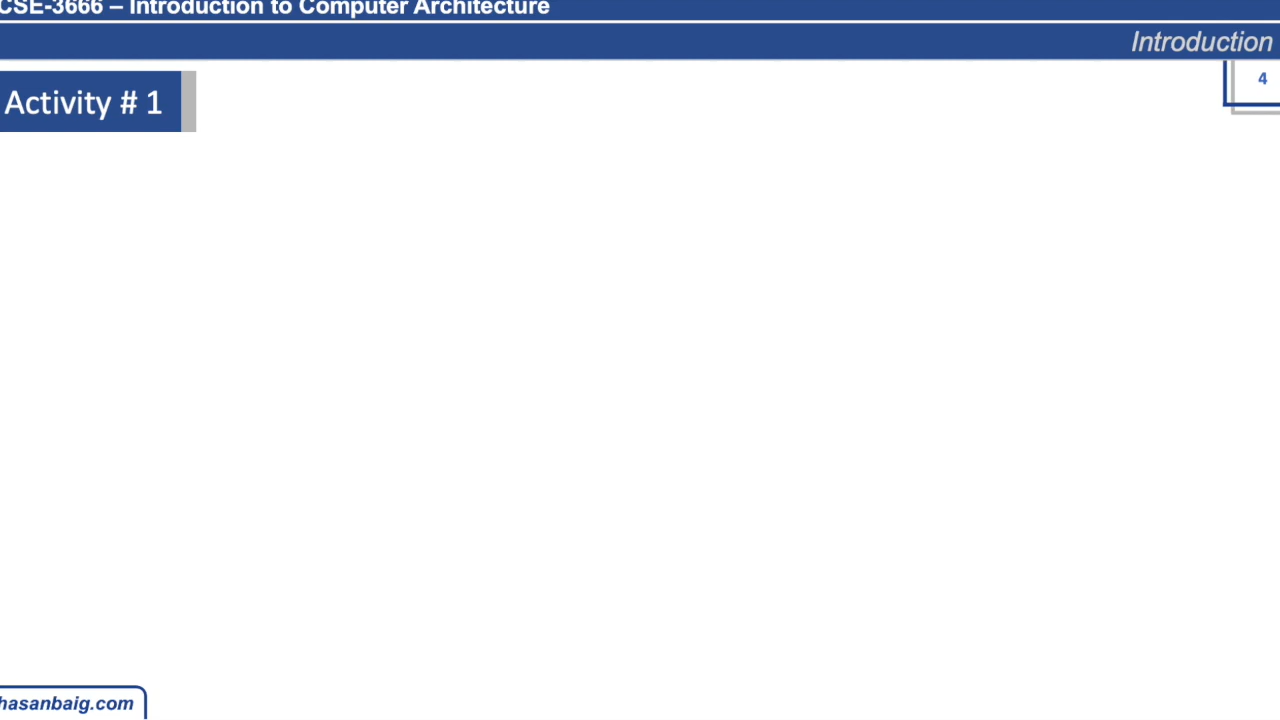 CSE-3666 – Introduction to Computer Architecture
Introduction
Activity # 1
4
hasanbaig.com